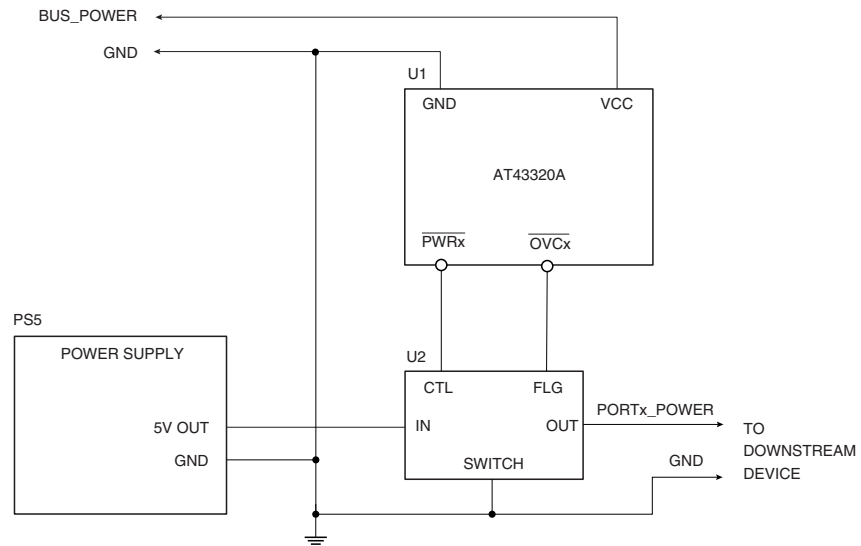 BUS_POWER
GND
U1
GND VCC
AT43320A
PWRx OVCx
PS5
POWER SUPPLY
5V OUT
GND
U2
CTL FLG
IN OUT
SWITCH
PORTx_POWER
GND
TO
DOWNSTREAM
DEVICE